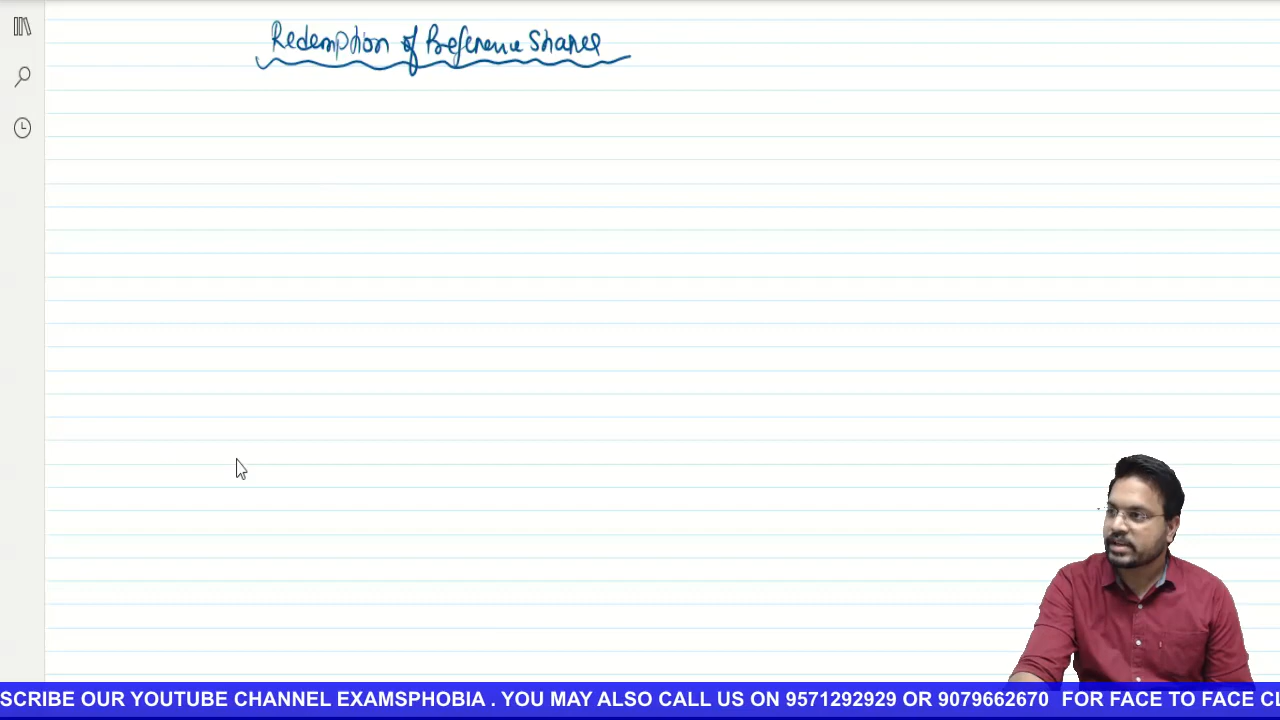 Redemption of Preference Shares
SCRIBE OUR YOUTUBE CHANNEL EXAMSPHOBIA . YOU MAY ALSO CALL US ON 9571292929 OR 9079662670 FOR FACE TO FACE CL